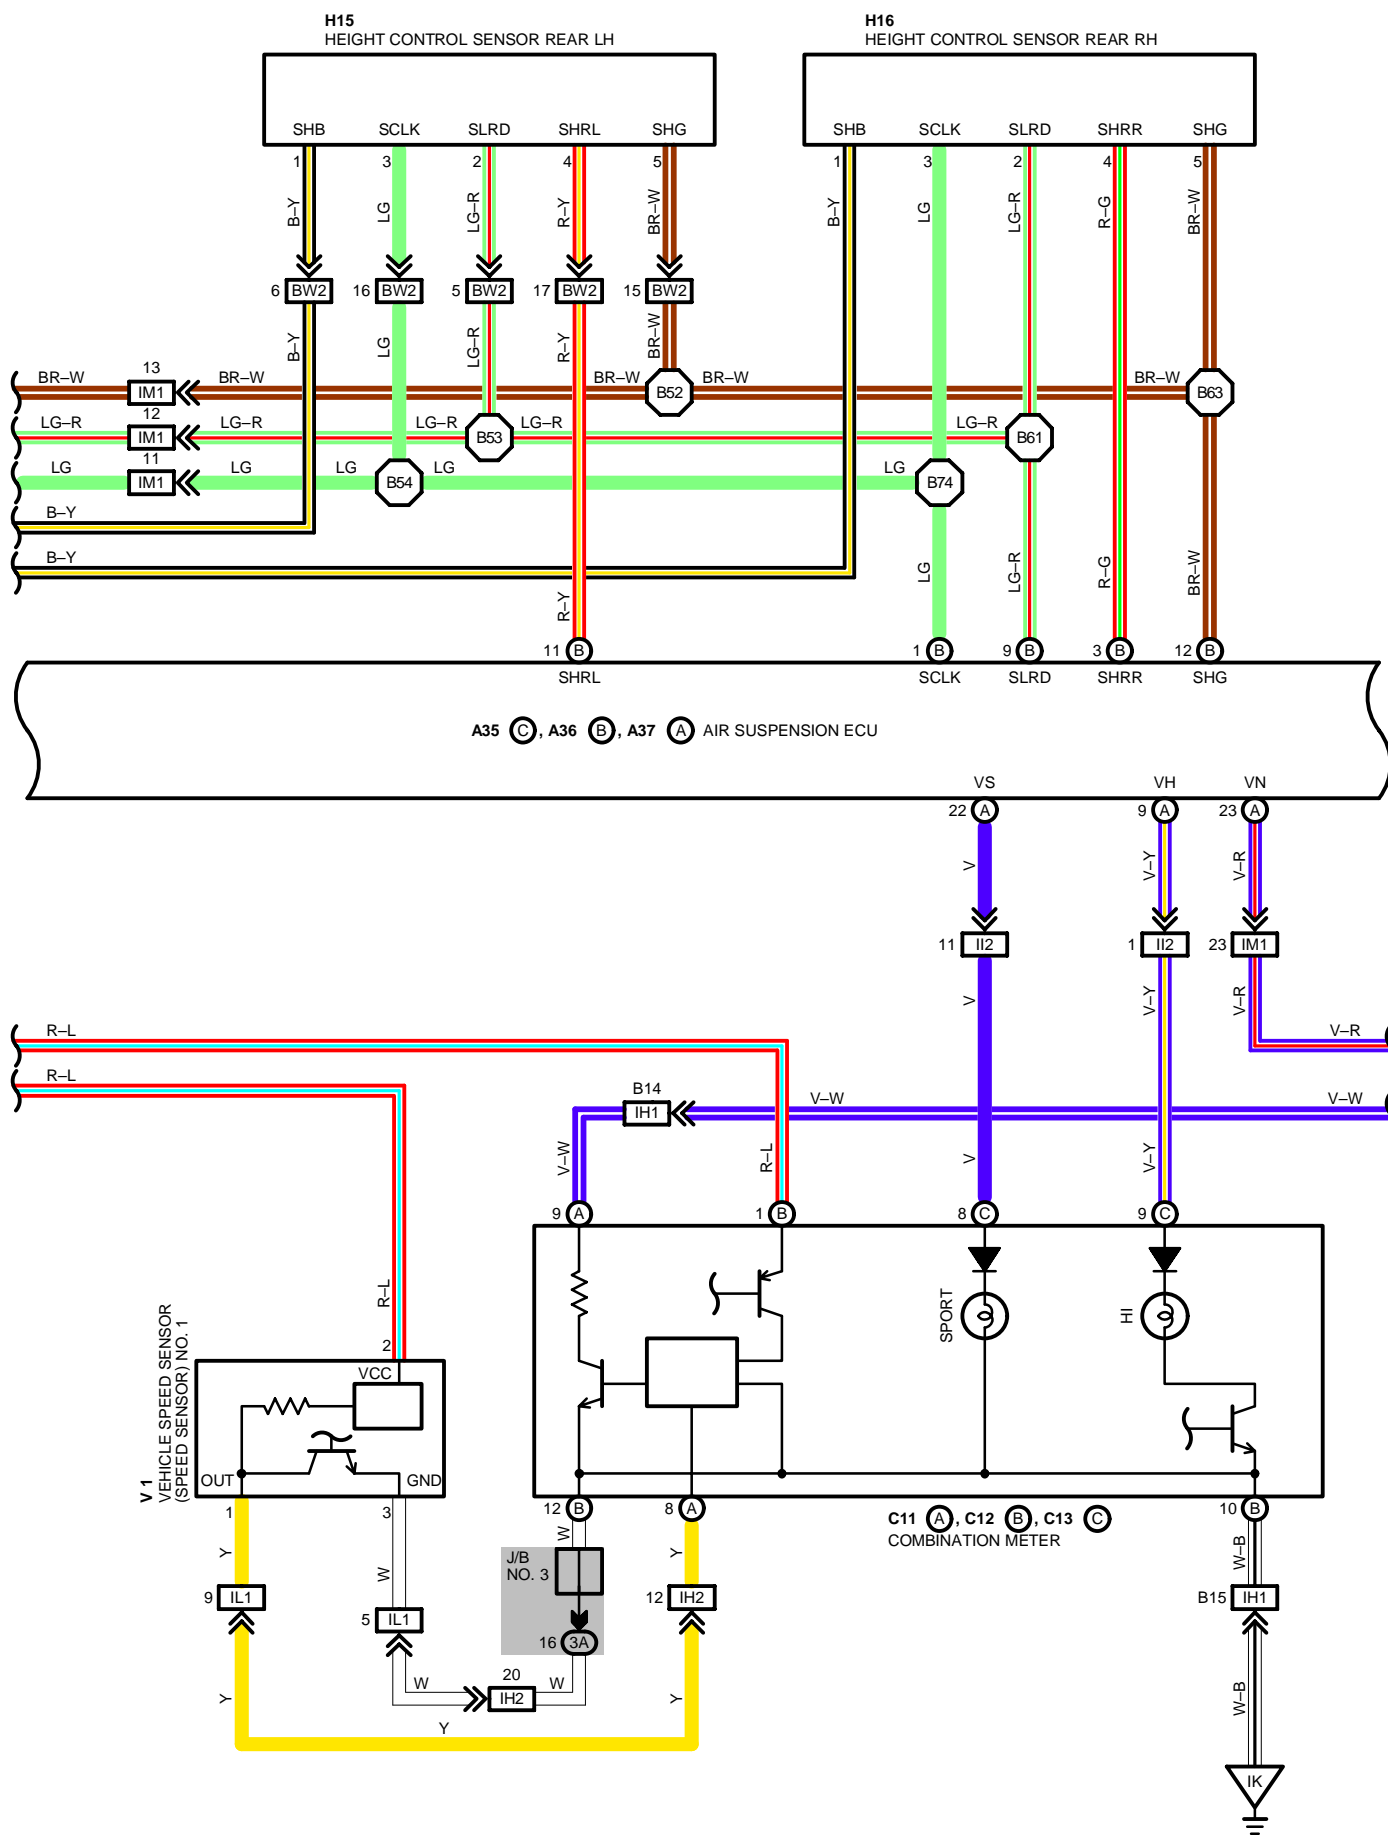 H15
HEIGHT CONTROL SENSOR REAR LH
H16
HEIGHT CONTROL SENSOR REAR RH
SHB SCLK SLRD SHRL SHG
SHB SCLK SLRD SHRR SHG
1 3 2 4 5
1 3 2 4 5
B–Y LG LG–R R–Y BR–W
B–Y LG LG–R R–G BR–W
6 BW2 16 BW2 5 BW2 17 BW2 15 BW2
B–Y LG LG–R R–Y BR–W
13
BR–W IM1 BR–W BR–W B52 BR–W BR–W B63
12
LG–R IM1 LG–R LG–R B53 LG–R LG–R B61
11
LG IM1 LG LG B54 LG LG B74
B–Y
B–Y
R–Y LG LG–R R–G BR–W
11 B 1 B 9 B 3 B 12 B
SHRL SCLK SLRD SHRR SHG
A35 C , A36 B , A37 A AIR SUSPENSION ECU
VS VH VN
22 A 9 A 23 A
V V–Y V–R
11 II2 1 II2 23 IM1
V V–Y V–R
R–L
V–R
R–L
B14
IH1 V–W V–W
V–W R–L V V–Y
9 A 1 B 8 C 9 C
R–L
SPORT
HI
V 1
VEHICLE SPEED SENSOR
(SPEED SENSOR) NO. 1
2
VCC
OUT GND
1 3
12 B 8 A 10 B
C11 A , C12 B , C13 C
COMBINATION METER
Y W W Y W–B
J/B
NO. 3
9 IL1 5 IL1 12 IH2 B15 IH1
16 3A
20
W IH2 W
Y Y W–B
Y
IK